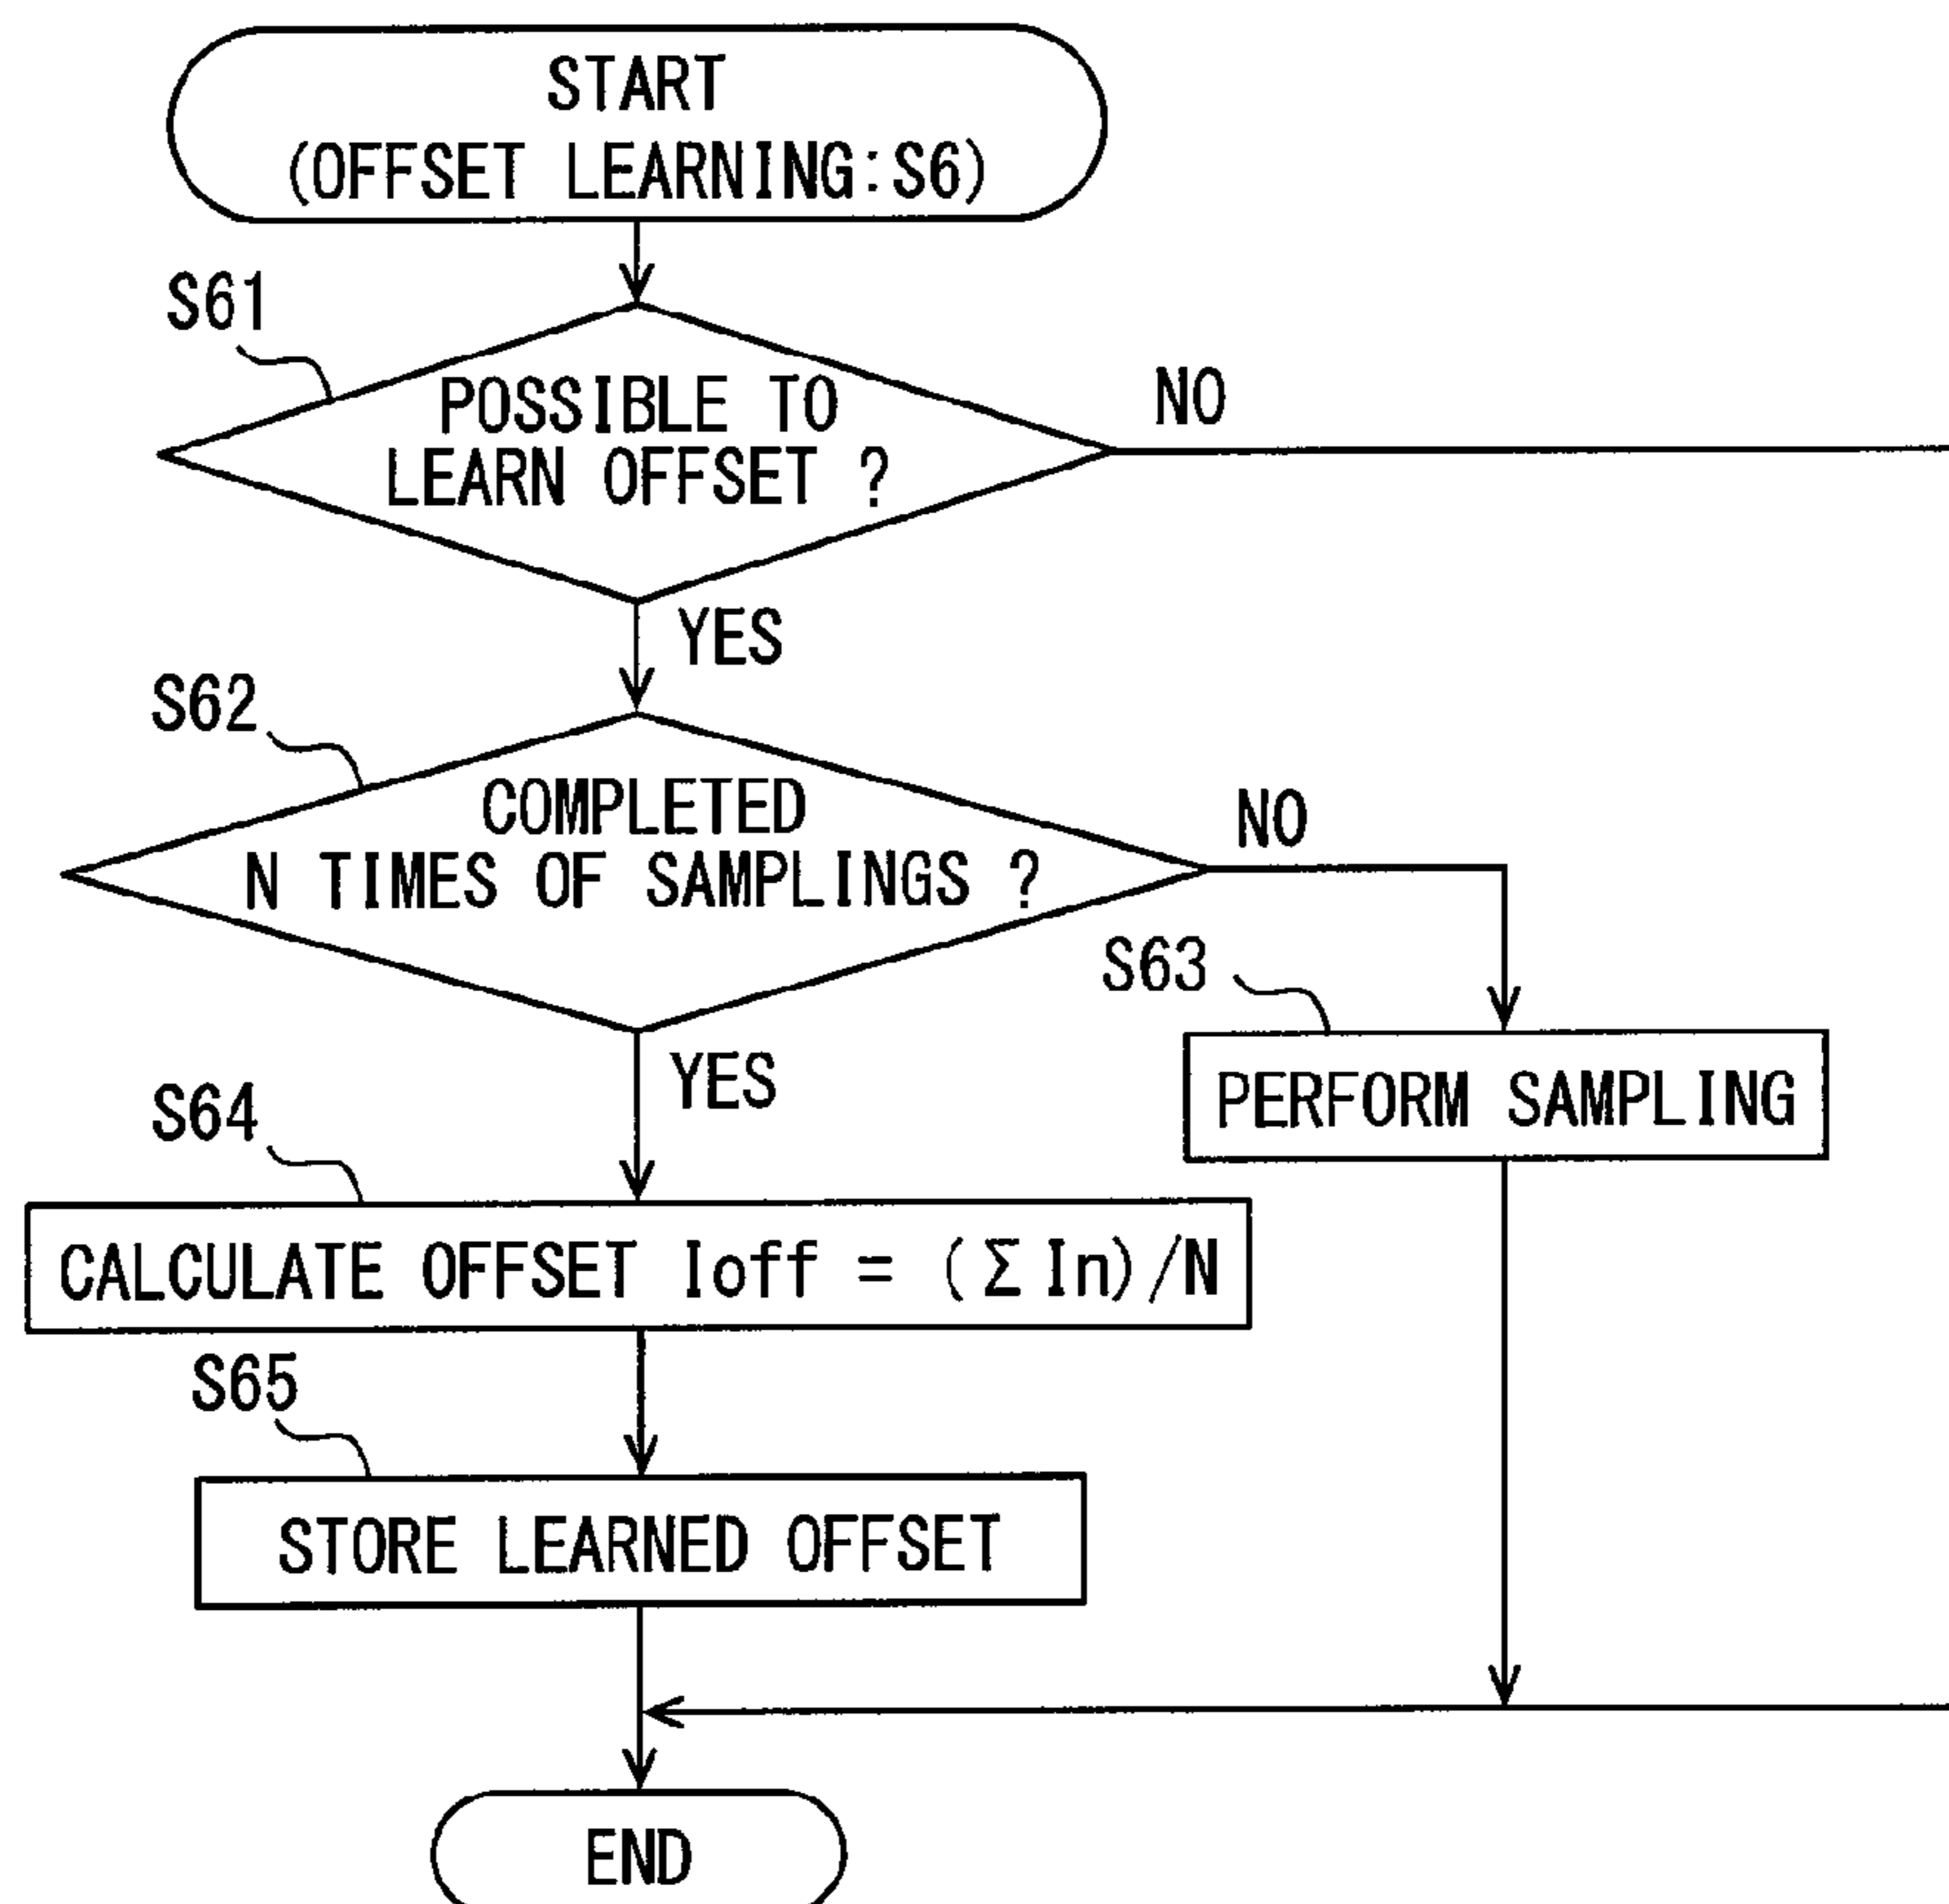 START
(OFFSET LEARNING:S6)
S61
POSSIBLE TO
LEARN OFFSET ?
NO
YES
S62
COMPLETED
N TIMES OF SAMPLINGS ?
NO
S63
PERFORM SAMPLING
YES
S64
CALCULATE OFFSET Ioff = (Σ In)/N
S65
STORE LEARNED OFFSET
END